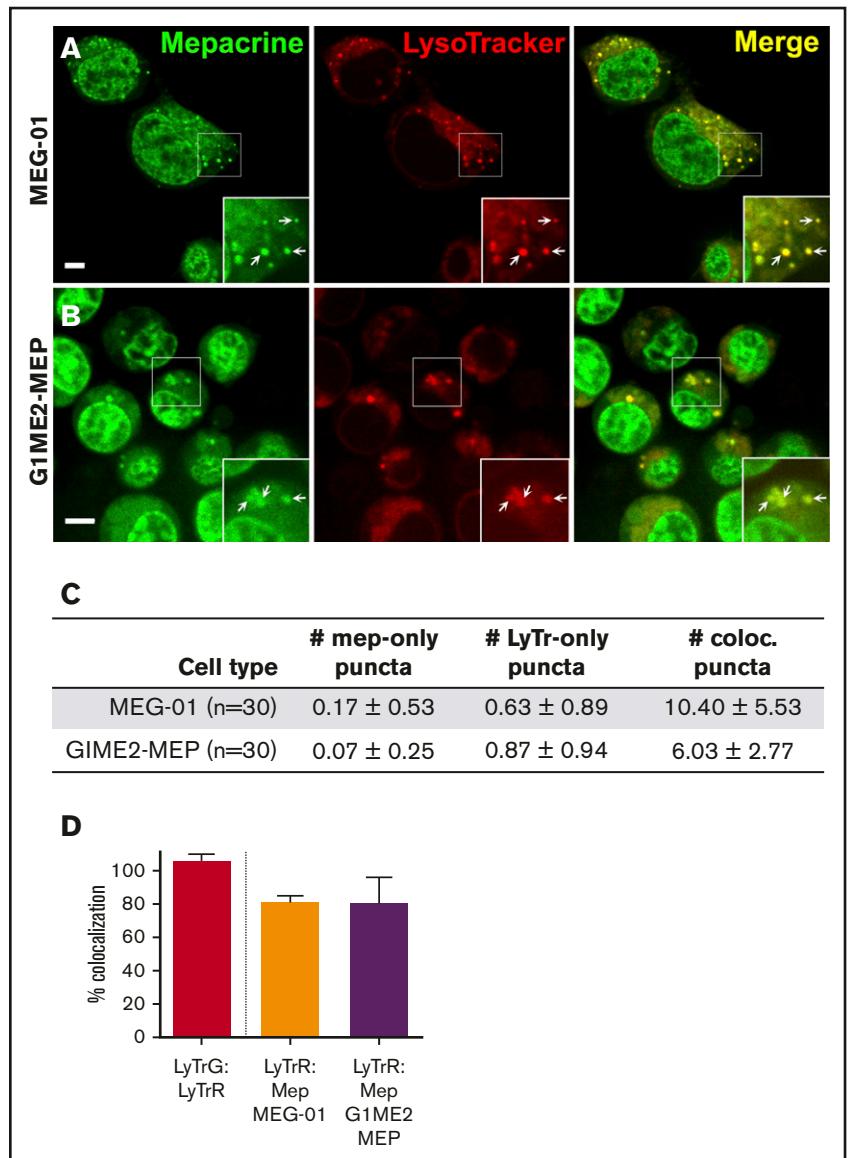 A Mepacrine LysoTracker Merge
MEG-01
B
G1ME2-MEP
C
Cell type # mep-only puncta # LyTr-only puncta # coloc. puncta
MEG-01 (n=30) 0.17 ± 0.53 0.63 ± 0.89 10.40 ± 5.53
GIME2-MEP (n=30) 0.07 ± 0.25 0.87 ± 0.94 6.03 ± 2.77
D
% colocalization
100
80
60
40
20
0
LyTrG:
LyTrR
LyTrR:
Mep
MEG-01
LyTrR:
Mep
G1ME2
MEP